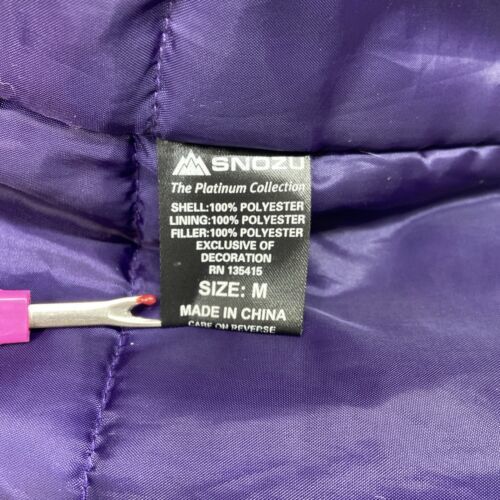 SNOZU
The Platinum Collection
SHELL:100% POLYESTER
LINING:100% POLYESTER
FILLER:100% POLYESTER
EXCLUSIVE OF
DECORATION
RN 135415
SIZE: M
MADE IN CHINA
CARE ON REVERSE